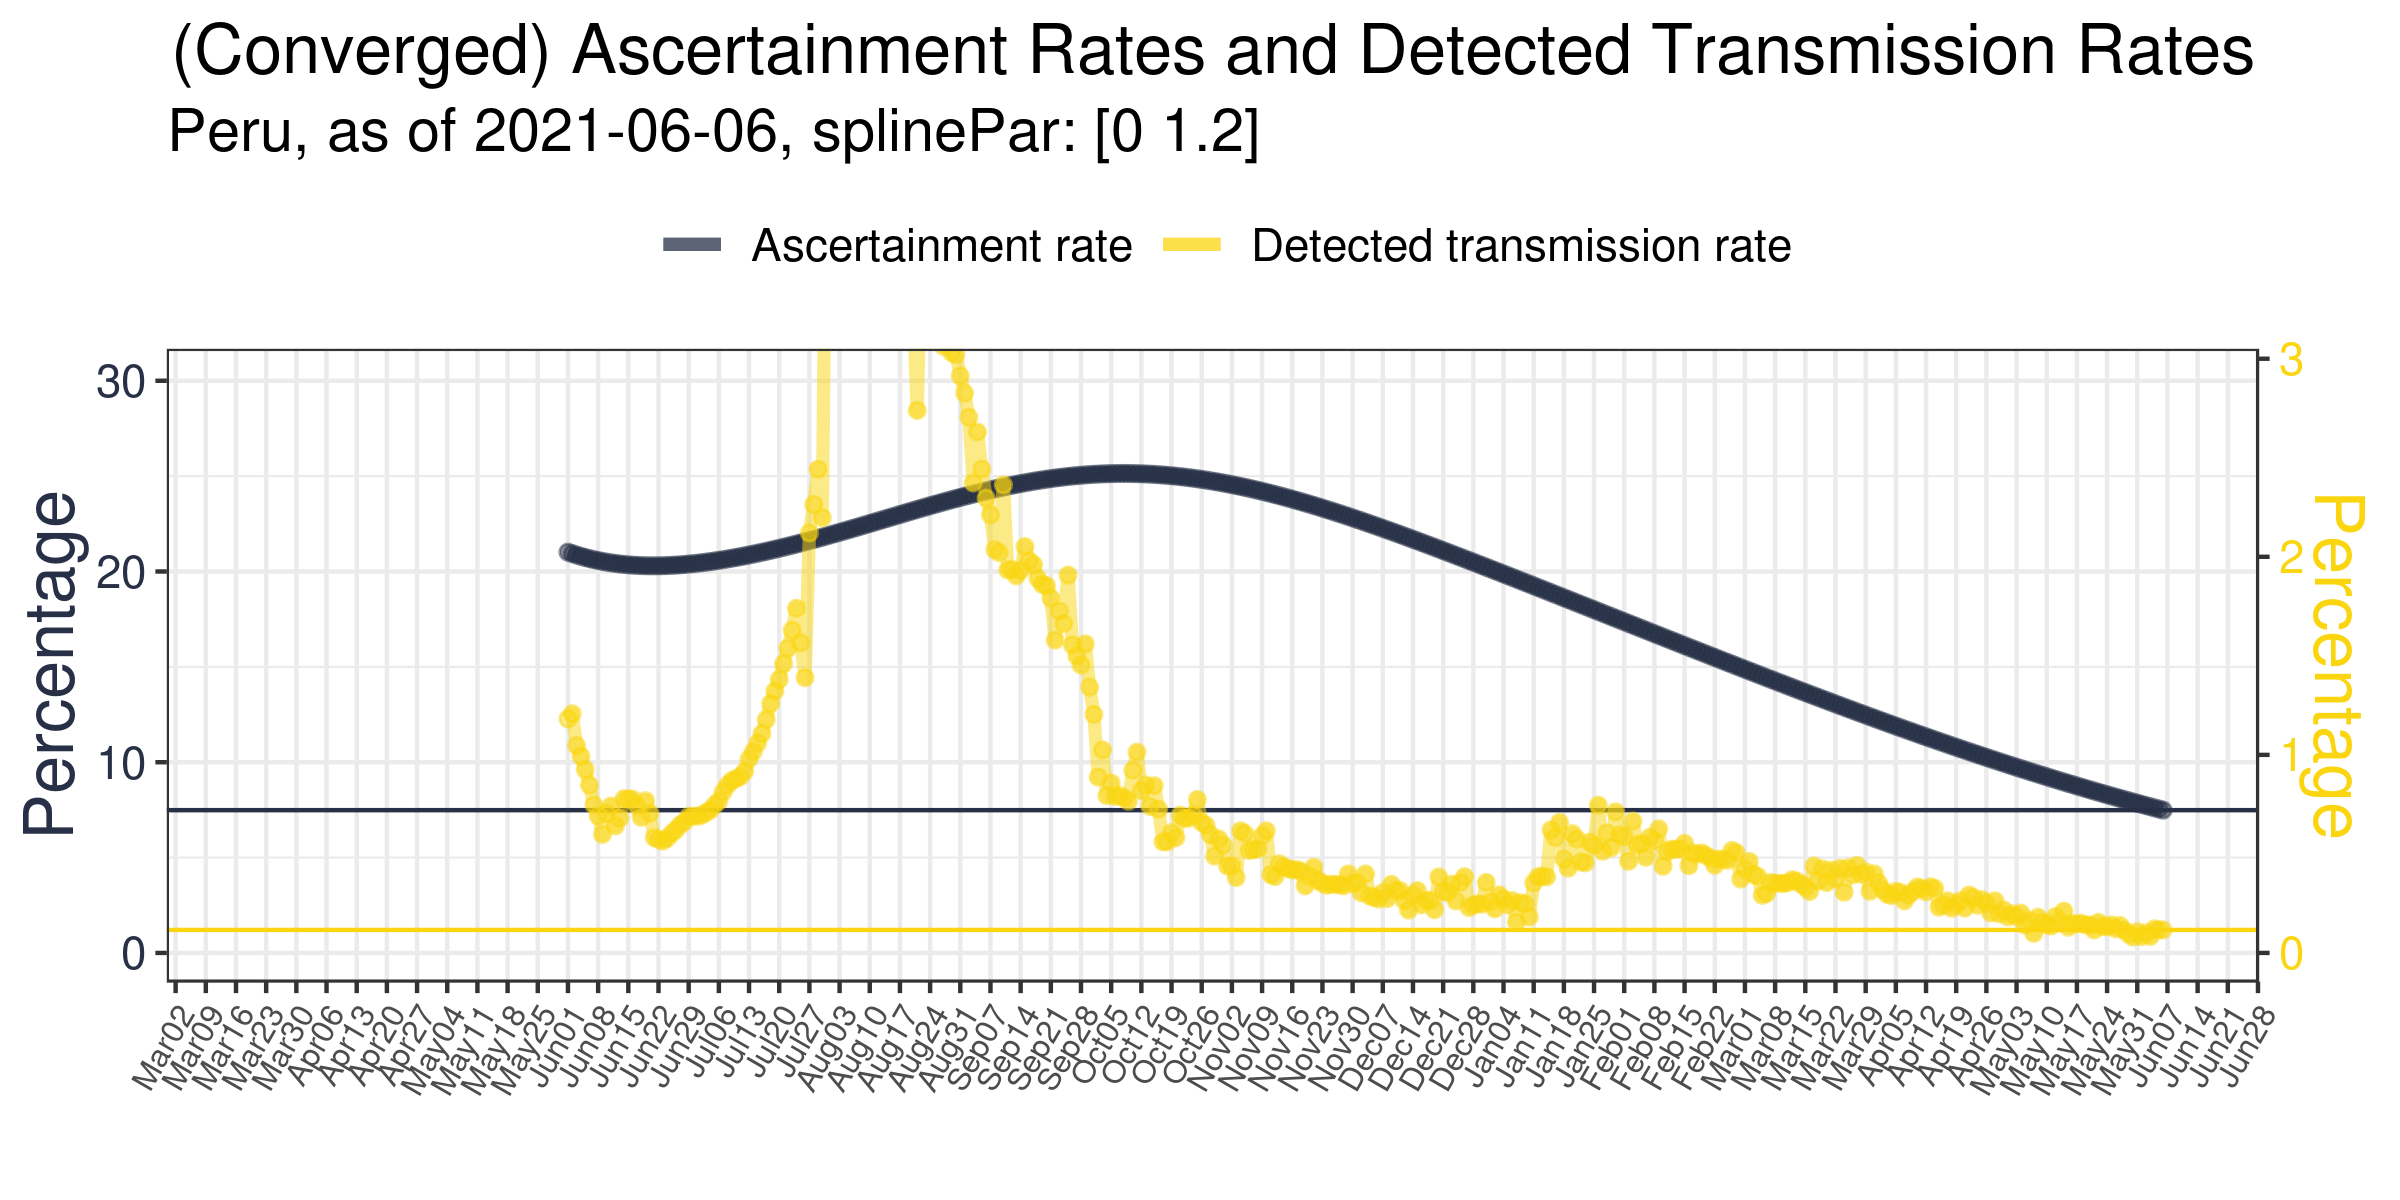 (Converged) Ascertainment Rates and Detected Transmission Rates
Peru, as of 2021-06-06, splinePar: [0 1.2]
Ascertainment rate Detected transmission rate
Percentage
30
20
10
0
3
2
1
0
Percentage
Mar02
Mar09
Mar16
Mar23
Mar30
Apr06
Apr13
Apr20
Apr27
May04
May11
May18
May25
Jun01
Jun08
Jun15
Jun22
Jun29
Jul06
Jul13
Jul20
Jul27
Aug03
Aug10
Aug17
Aug24
Aug31
Sep07
Sep14
Sep21
Sep28
Oct05
Oct12
Oct19
Oct26
Nov02
Nov09
Nov16
Nov23
Nov30
Dec07
Dec14
Dec21
Dec28
Jan04
Jan11
Jan18
Jan25
Feb01
Feb08
Feb15
Feb22
Mar01
Mar08
Mar15
Mar22
Mar29
Apr05
Apr12
Apr19
Apr26
May03
May10
May17
May24
May31
Jun07
Jun14
Jun21
Jun28